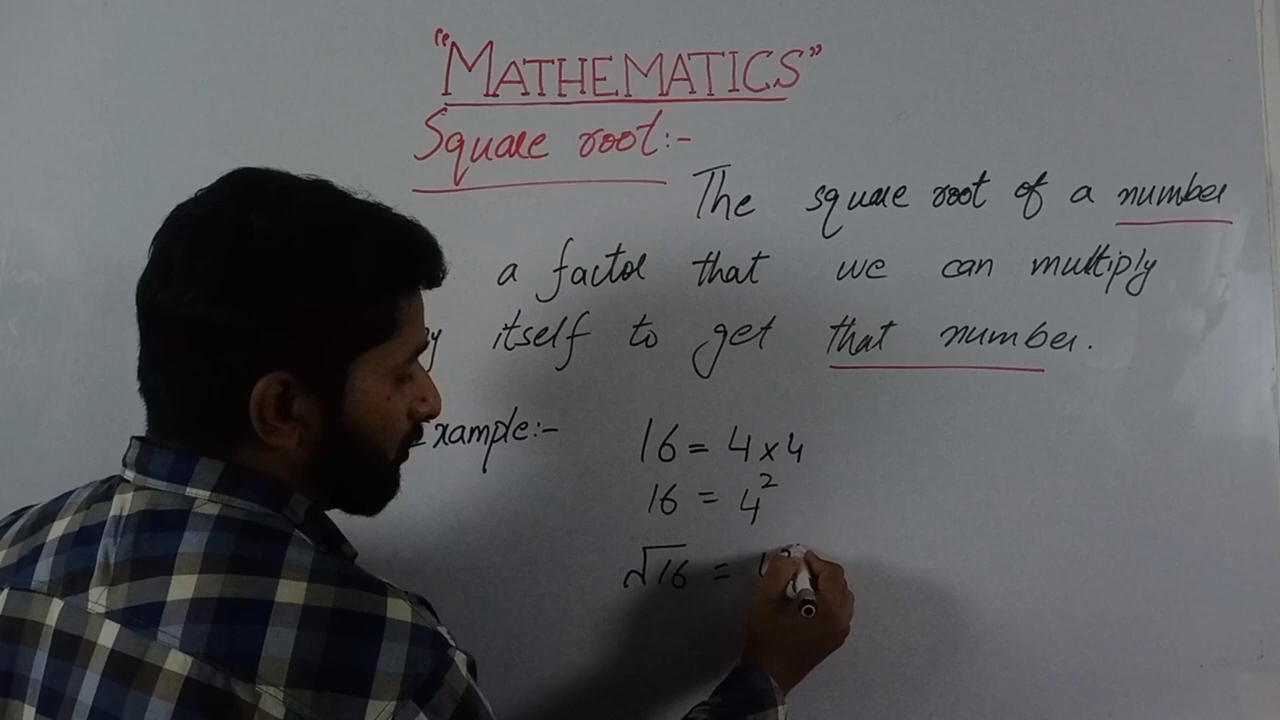 "MATHEMATICS"
Square root:-
The square root of a number
a factor that we can multiply
itself to get that number.
Example:- 16 = 4×4
16 = 4²
√16 =